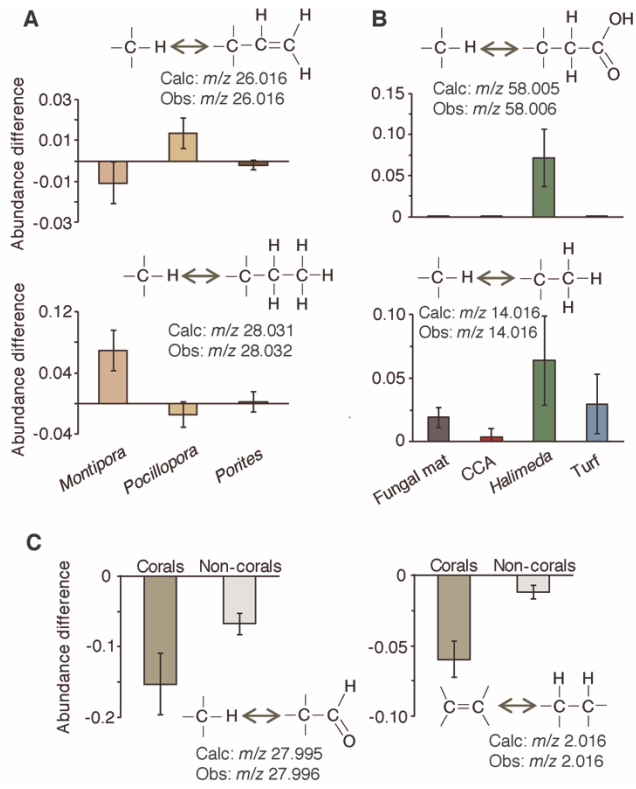 A
B
C H C C C H H H
Calc: m/z 26.016
Obs: m/z 26.016
C H C C C OH O H H
Calc: m/z 58.005
Obs: m/z 58.006
Abundance difference
0.03
0.01
-0.01
-0.03
0.15
0.10
0.05
0
C H C C C H H H H H
Calc: m/z 28.031
Obs: m/z 28.032
C H C C H H H
Calc: m/z 14.016
Obs: m/z 14.016
Abundance difference
0.12
0.04
-0.04
0.10
0.05
0
Montipora
Pocillopora
Porites
Fungal mat
CCA
Halimeda
Turf
C
Corals Non-corals
Corals Non-corals
Abundance difference
0
-0.1
-0.2
0
-0.05
-0.10
C H C C H O
C=C C C H H
Calc: m/z 27.995
Obs: m/z 27.996
Calc: m/z 2.016
Obs: m/z 2.016